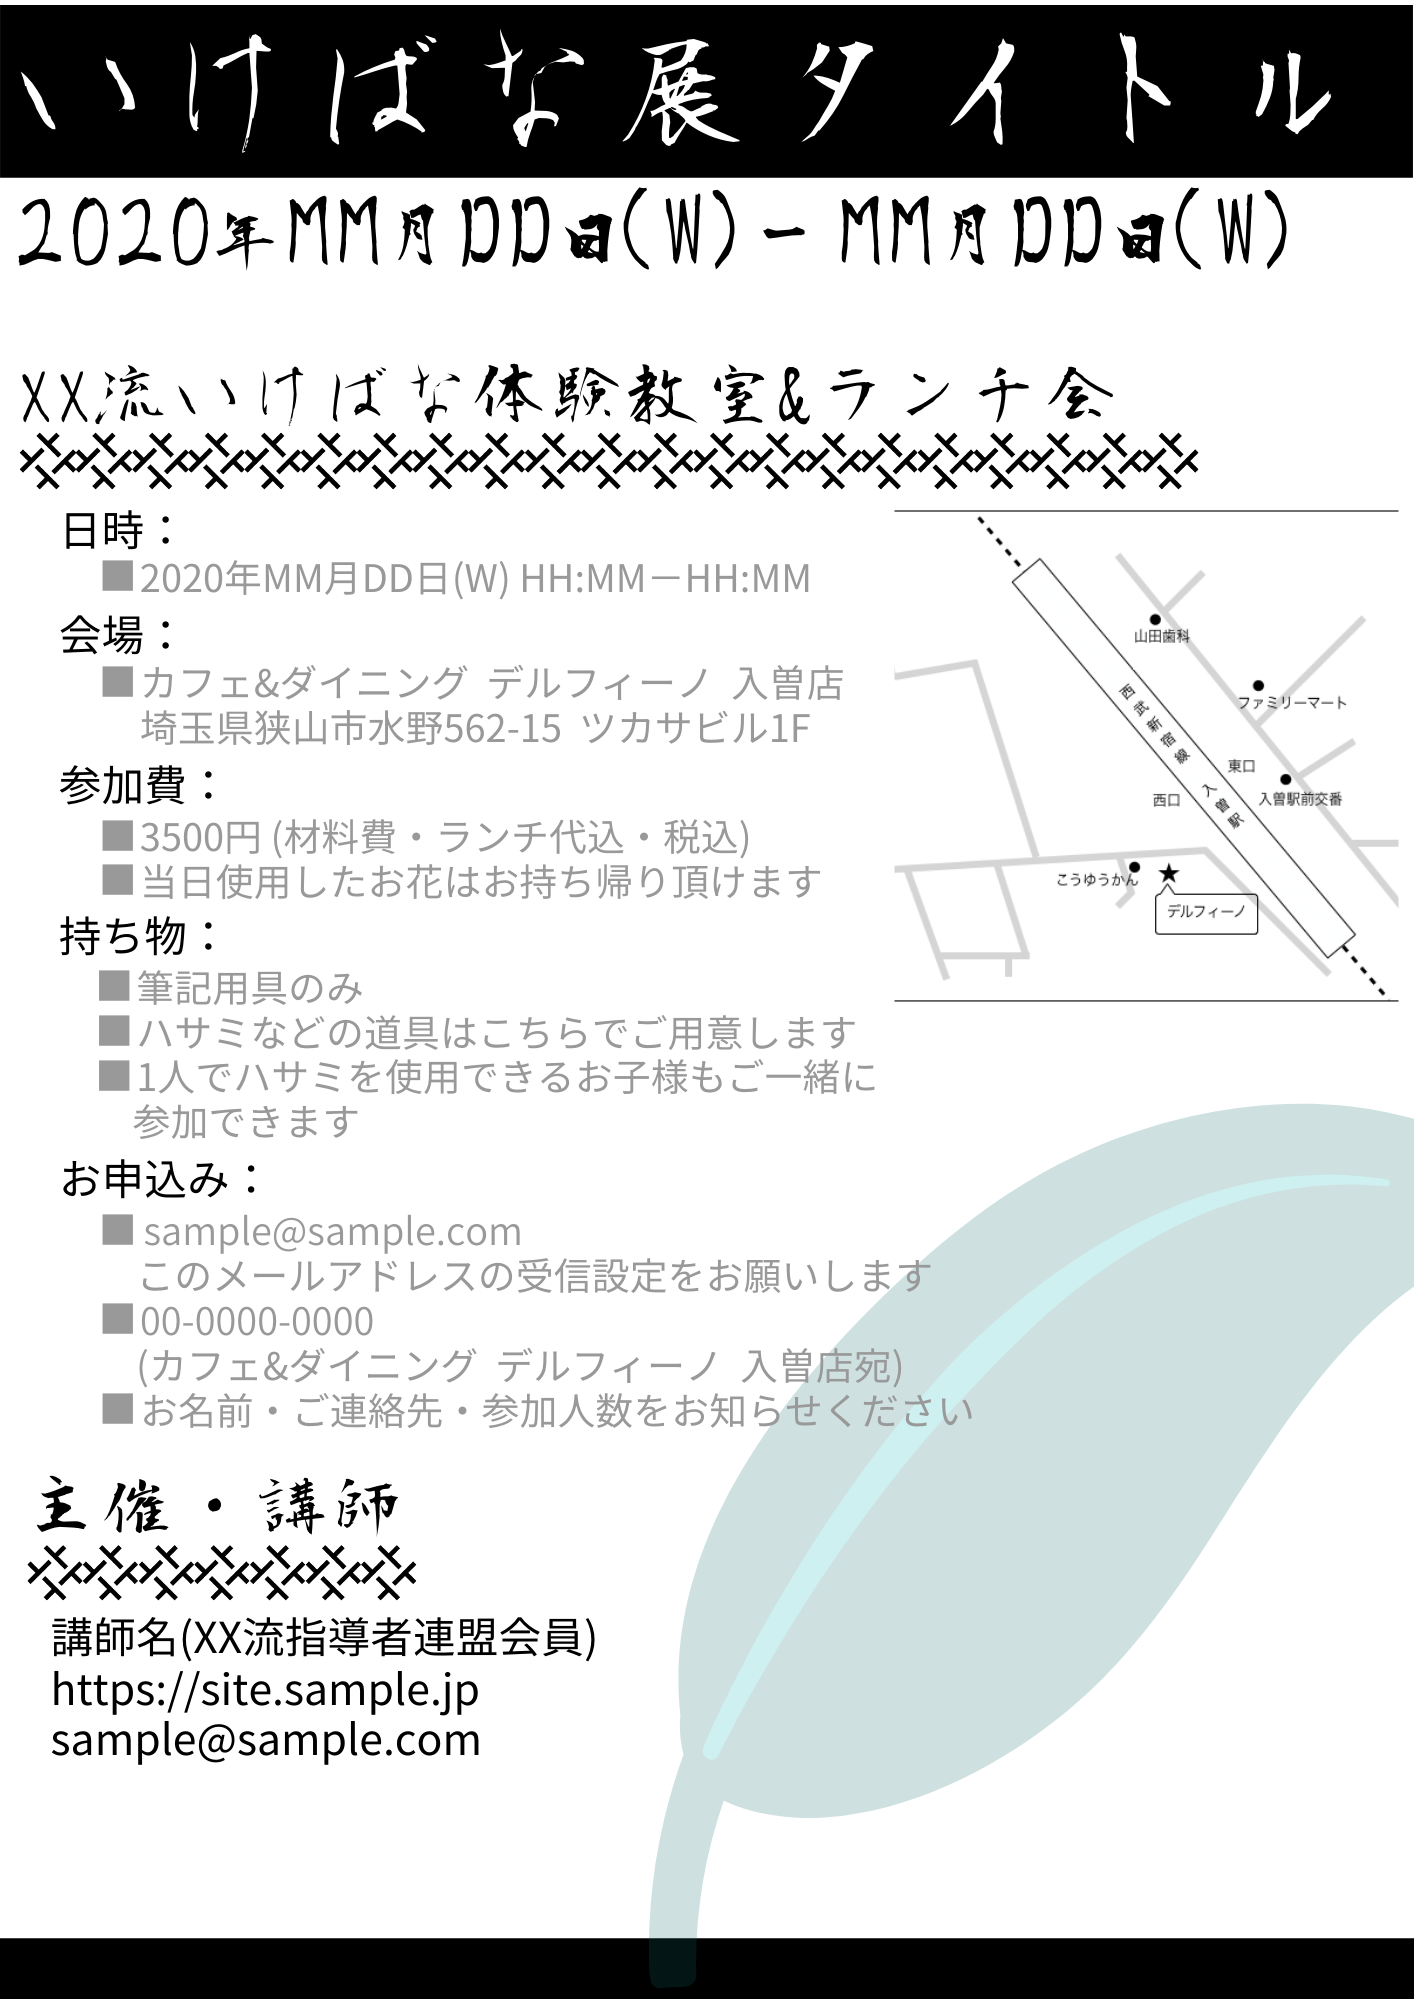 いけばな展タイトル
2020年MM月DD日(W)ー MM月DD日(W)
XX流いけばな体験教室&ランチ会
日時：
■2020年MM月DD日(W) HH:MM－HH:MM
会場：
■カフェ&ダイニング デルフィーノ 入曽店
埼玉県狭山市水野562-15 ツカサビル1F
参加費：
■3500円 (材料費・ランチ代込・税込)
■当日使用したお花はお持ち帰り頂けます
持ち物：
■筆記用具のみ
■ハサミなどの道具はこちらでご用意します
■1人でハサミを使用できるお子様もご一緒に
参加できます
お申込み：
■ sample@sample.com
このメールアドレスの受信設定をお願いします
■00-0000-0000
(カフェ&ダイニング デルフィーノ 入曽店宛)
■お名前・ご連絡先・参加人数をお知らせください
山田歯科
ファミリーマート
西武新宿線 入曽駅
東口
西口
入曽駅前交番
こうゆうかん
★
デルフィーノ
主催・講師
講師名(XX流指導者連盟会員)
https://site.sample.jp
sample@sample.com